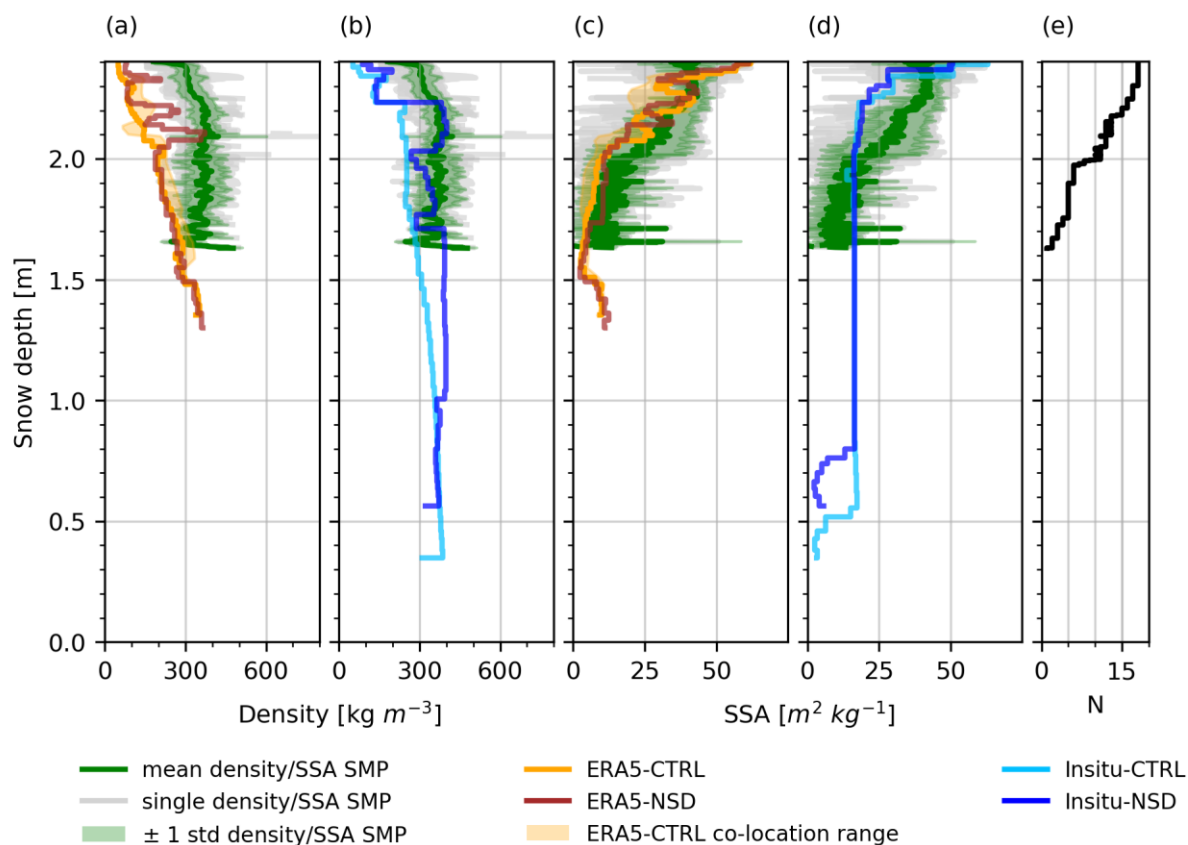 (a) (b) (c) (d) (e)
Snow depth [m]
2.0
1.5
1.0
0.5
0.0
0 300 600 0 300 600 0 25 50 0 25 50 0 15
Density [kg m⁻³] SSA [m² kg⁻¹] N
mean density/SSA SMP ERA5-CTRL Insitu-CTRL
single density/SSA SMP ERA5-NSD Insitu-NSD
± 1 std density/SSA SMP ERA5-CTRL co-location range